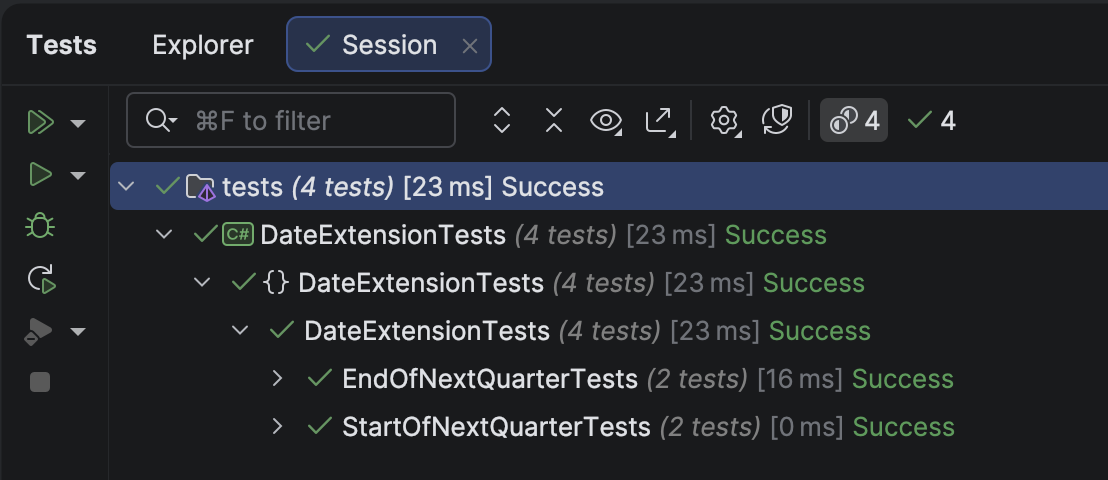 Tests Explorer Session
⌘F to filter 4 4
tests (4 tests) [23 ms] Success
C# DateExtensionTests (4 tests) [23 ms] Success
{} DateExtensionTests (4 tests) [23 ms] Success
DateExtensionTests (4 tests) [23 ms] Success
EndOfNextQuarterTests (2 tests) [16 ms] Success
StartOfNextQuarterTests (2 tests) [0 ms] Success